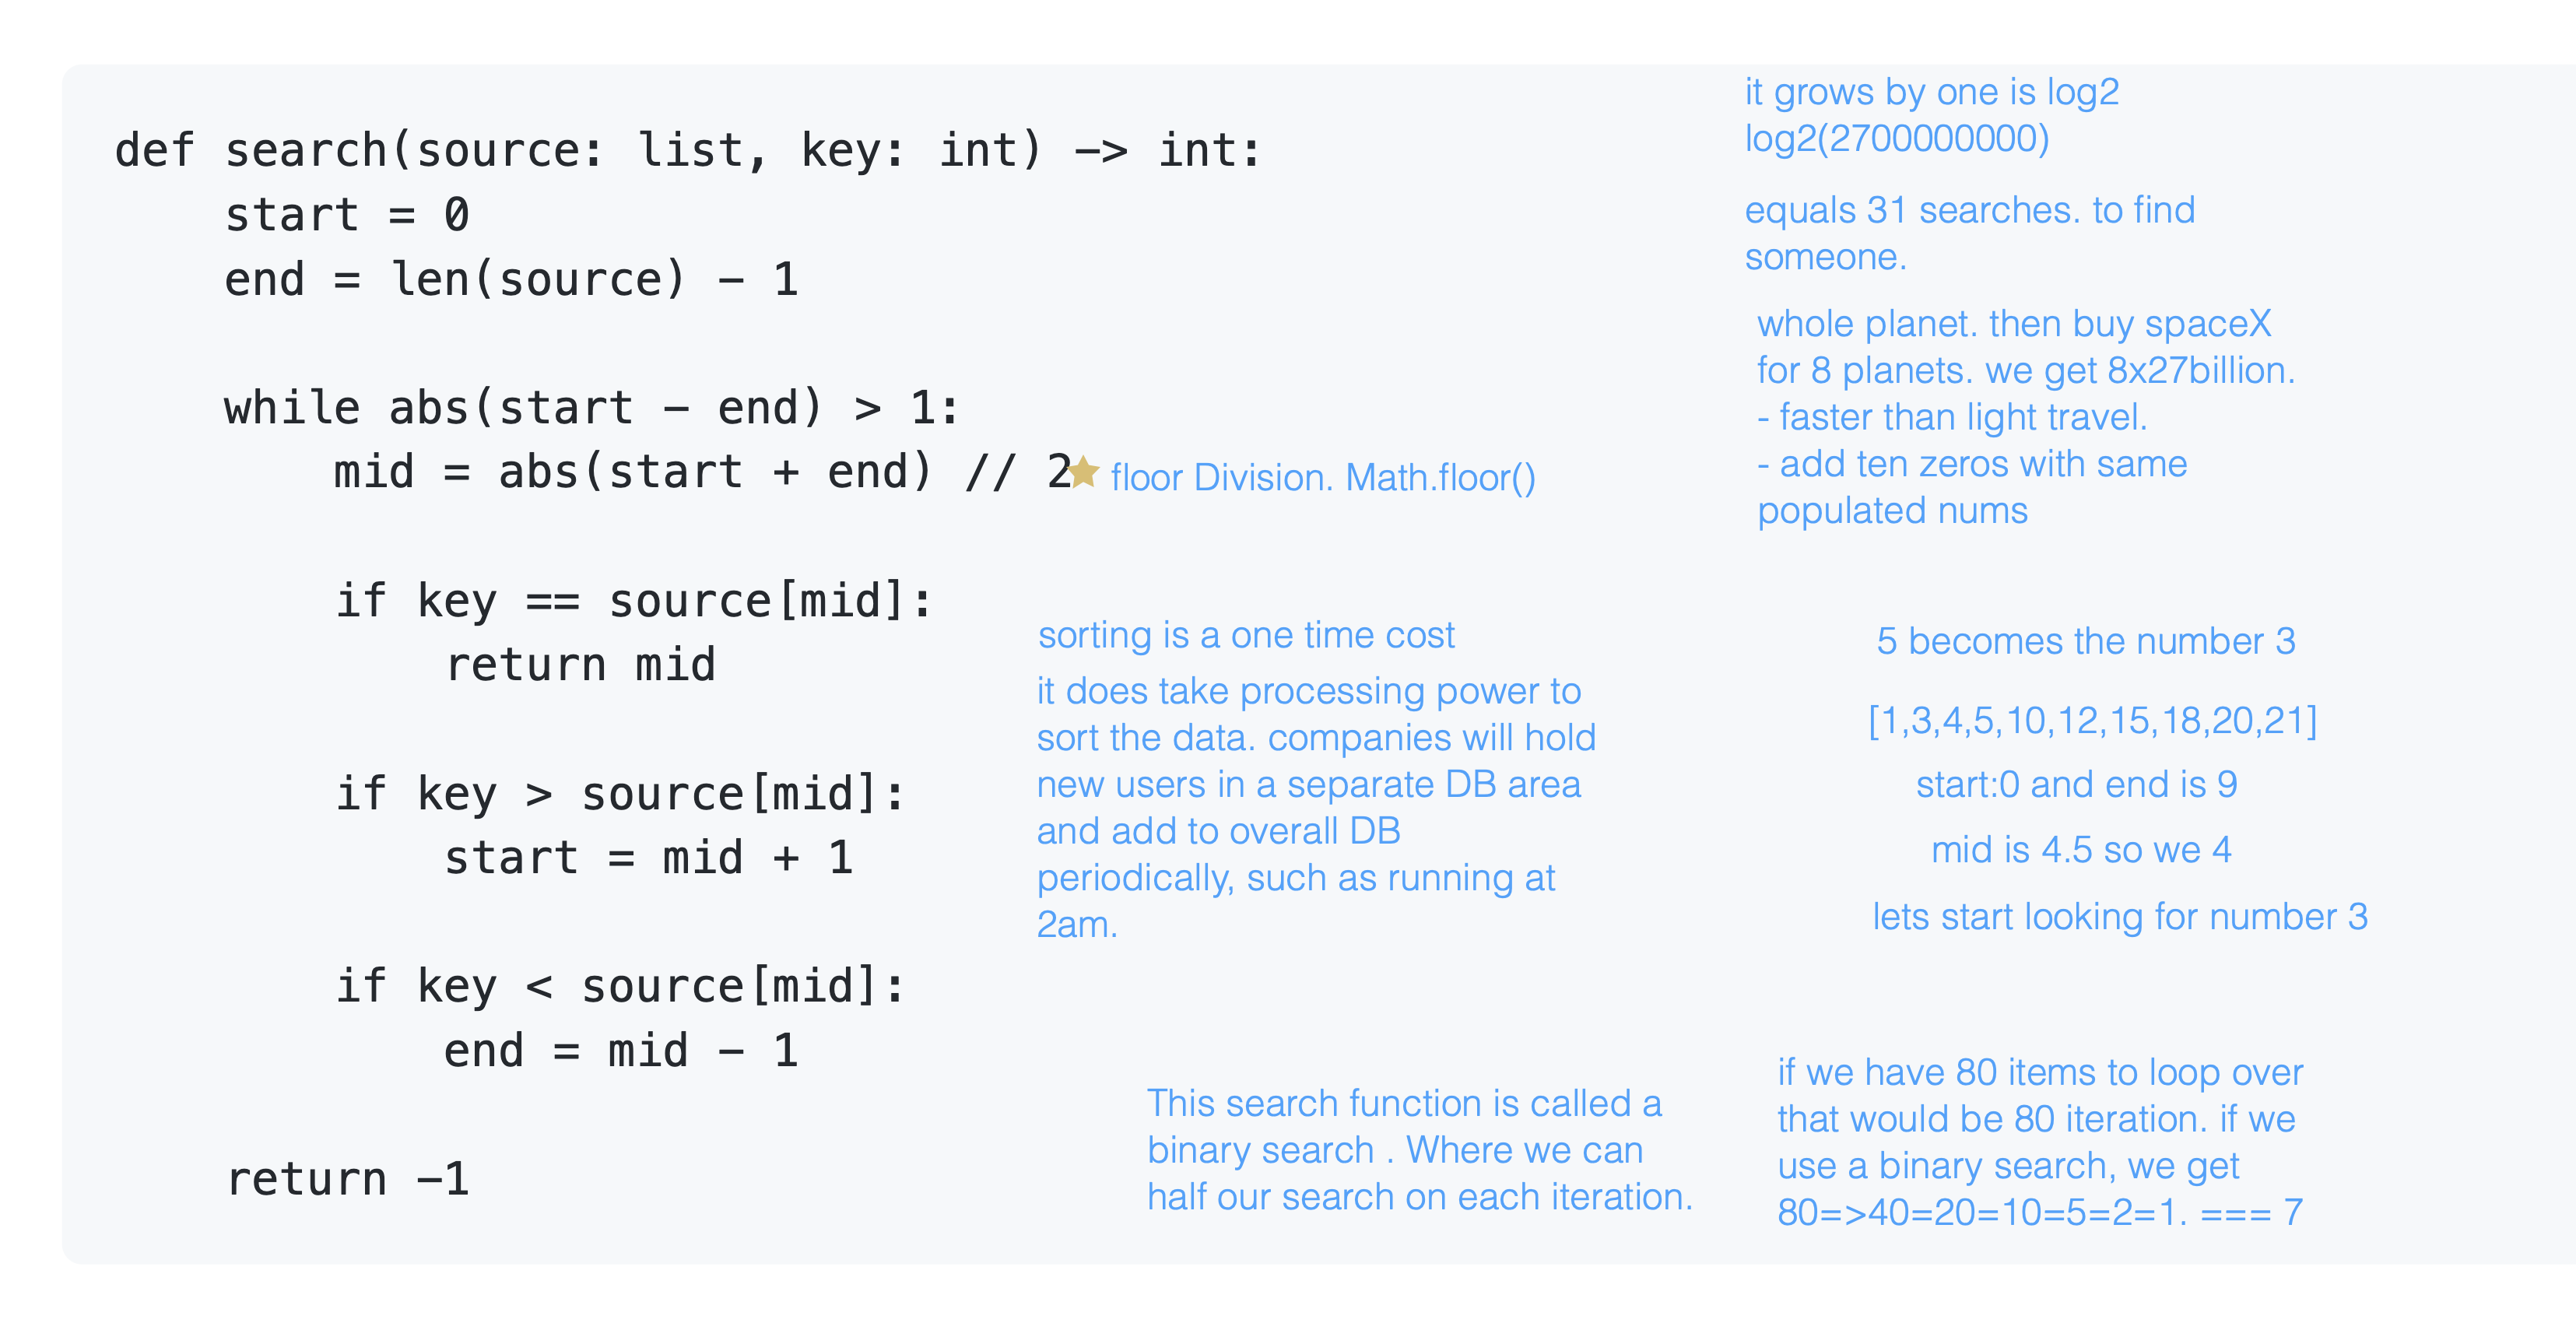 def search(source: list, key: int) -> int:
    start = 0
    end = len(source) - 1
    while abs(start - end) > 1:
        mid = abs(start + end) // 2
floor Division. Math.floor()
        if key == source[mid]:
            return mid
        if key > source[mid]:
            start = mid + 1
        if key < source[mid]:
            end = mid - 1
    return -1
sorting is a one time cost
it does take processing power to
sort the data. companies will hold
new users in a separate DB area
and add to overall DB
periodically, such as running at
2am.
This search function is called a
binary search . Where we can
half our search on each iteration.
it grows by one is log2
log2(2700000000)
equals 31 searches. to find
someone.
whole planet. then buy spaceX
for 8 planets. we get 8x27billion.
- faster than light travel.
- add ten zeros with same
populated nums
5 becomes the number 3
[1,3,4,5,10,12,15,18,20,21]
start:0 and end is 9
mid is 4.5 so we 4
lets start looking for number 3
if we have 80 items to loop over
that would be 80 iteration. if we
use a binary search, we get
80=>40=20=10=5=2=1. === 7